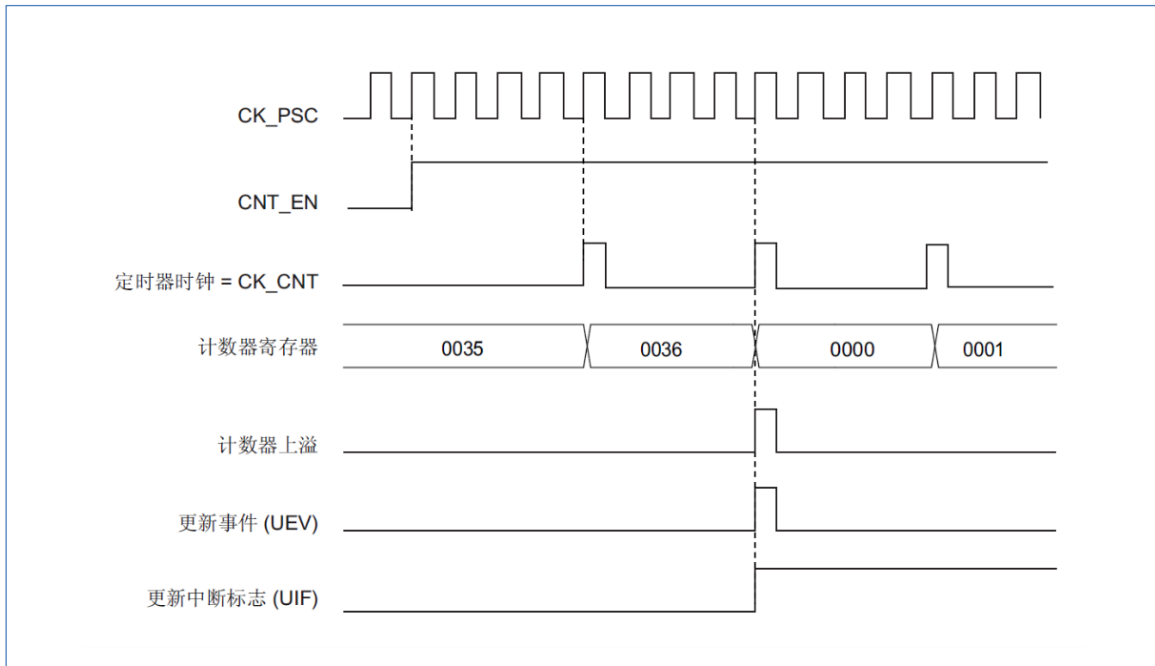 CK_PSC
CNT_EN
定时器时钟 = CK_CNT
计数器寄存器 0035 0036 0000 0001
计数器上溢
更新事件 (UEV)
更新中断标志 (UIF)